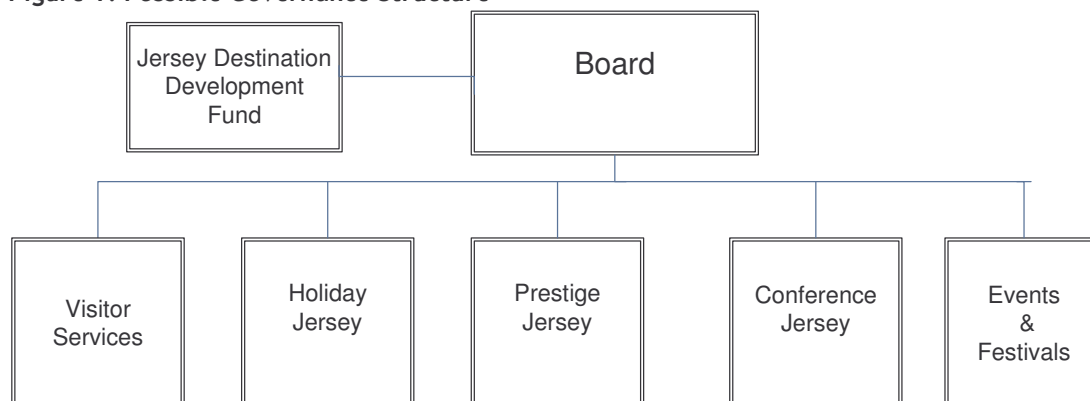 Figure 1: Possible Governance Structure
Jersey Destination
Development
Fund
Board
Visitor
Services
Holiday
Jersey
Prestige
Jersey
Conference
Jersey
Events
&
Festivals